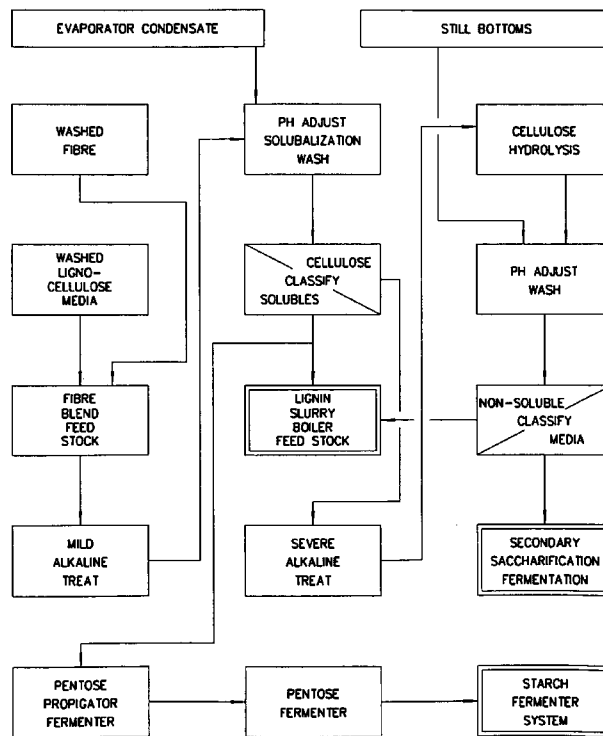 EVAPORATOR CONDENSATE
STILL BOTTOMS
WASHED
FIBRE
PH ADJUST
SOLUBALIZATION
WASH
CELLULOSE
HYDROLYSIS
WASHED
LIGNO-
CELLULOSE
MEDIA
CELLULOSE
CLASSIFY
SOLUBLES
PH ADJUST
WASH
FIBRE
BLEND
FEED
STOCK
LIGNIN
SLURRY
BOILER
FEED STOCK
NON-SOLUBLE
CLASSIFY
MEDIA
MILD
ALKALINE
TREAT
SEVERE
ALKALINE
TREAT
SECONDARY
SACCHARIFICATION
FERMENTATION
PENTOSE
PROPIGATOR
FERMENTER
PENTOSE
FERMENTER
STARCH
FERMENTER
SYSTEM